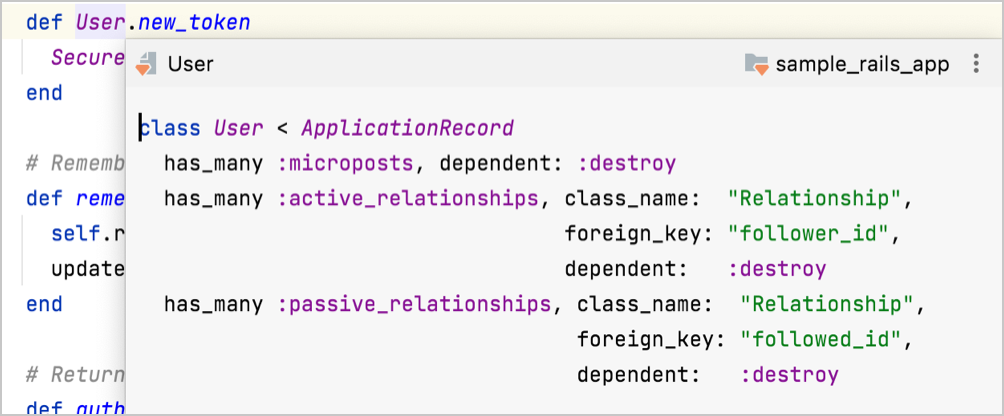 def User.new_token
Secure
end
# Rememb
def reme
self.r
update
end
# Return
def auth
User
sample_rails_app
class User < ApplicationRecord
has_many :microposts, dependent: :destroy
has_many :active_relationships, class_name: "Relationship",
foreign_key: "follower_id",
dependent: :destroy
has_many :passive_relationships, class_name: "Relationship",
foreign_key: "followed_id",
dependent: :destroy